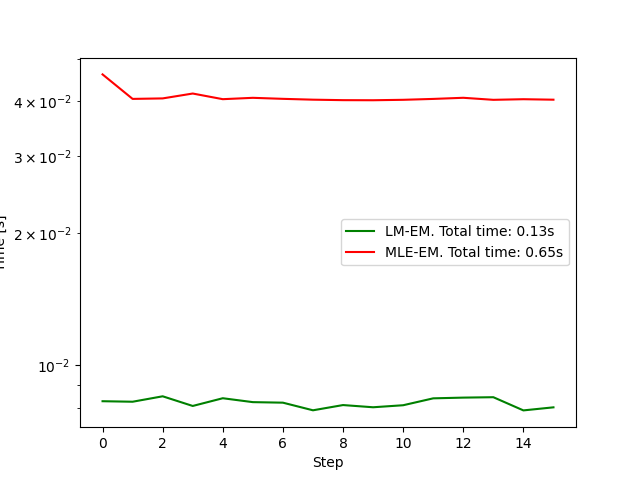 4 × 10⁻²
3 × 10⁻²
2 × 10⁻²
10⁻²
LM-EM. Total time: 0.13s
MLE-EM. Total time: 0.65s
0 2 4 6 8 10 12 14
Step
Time [s]